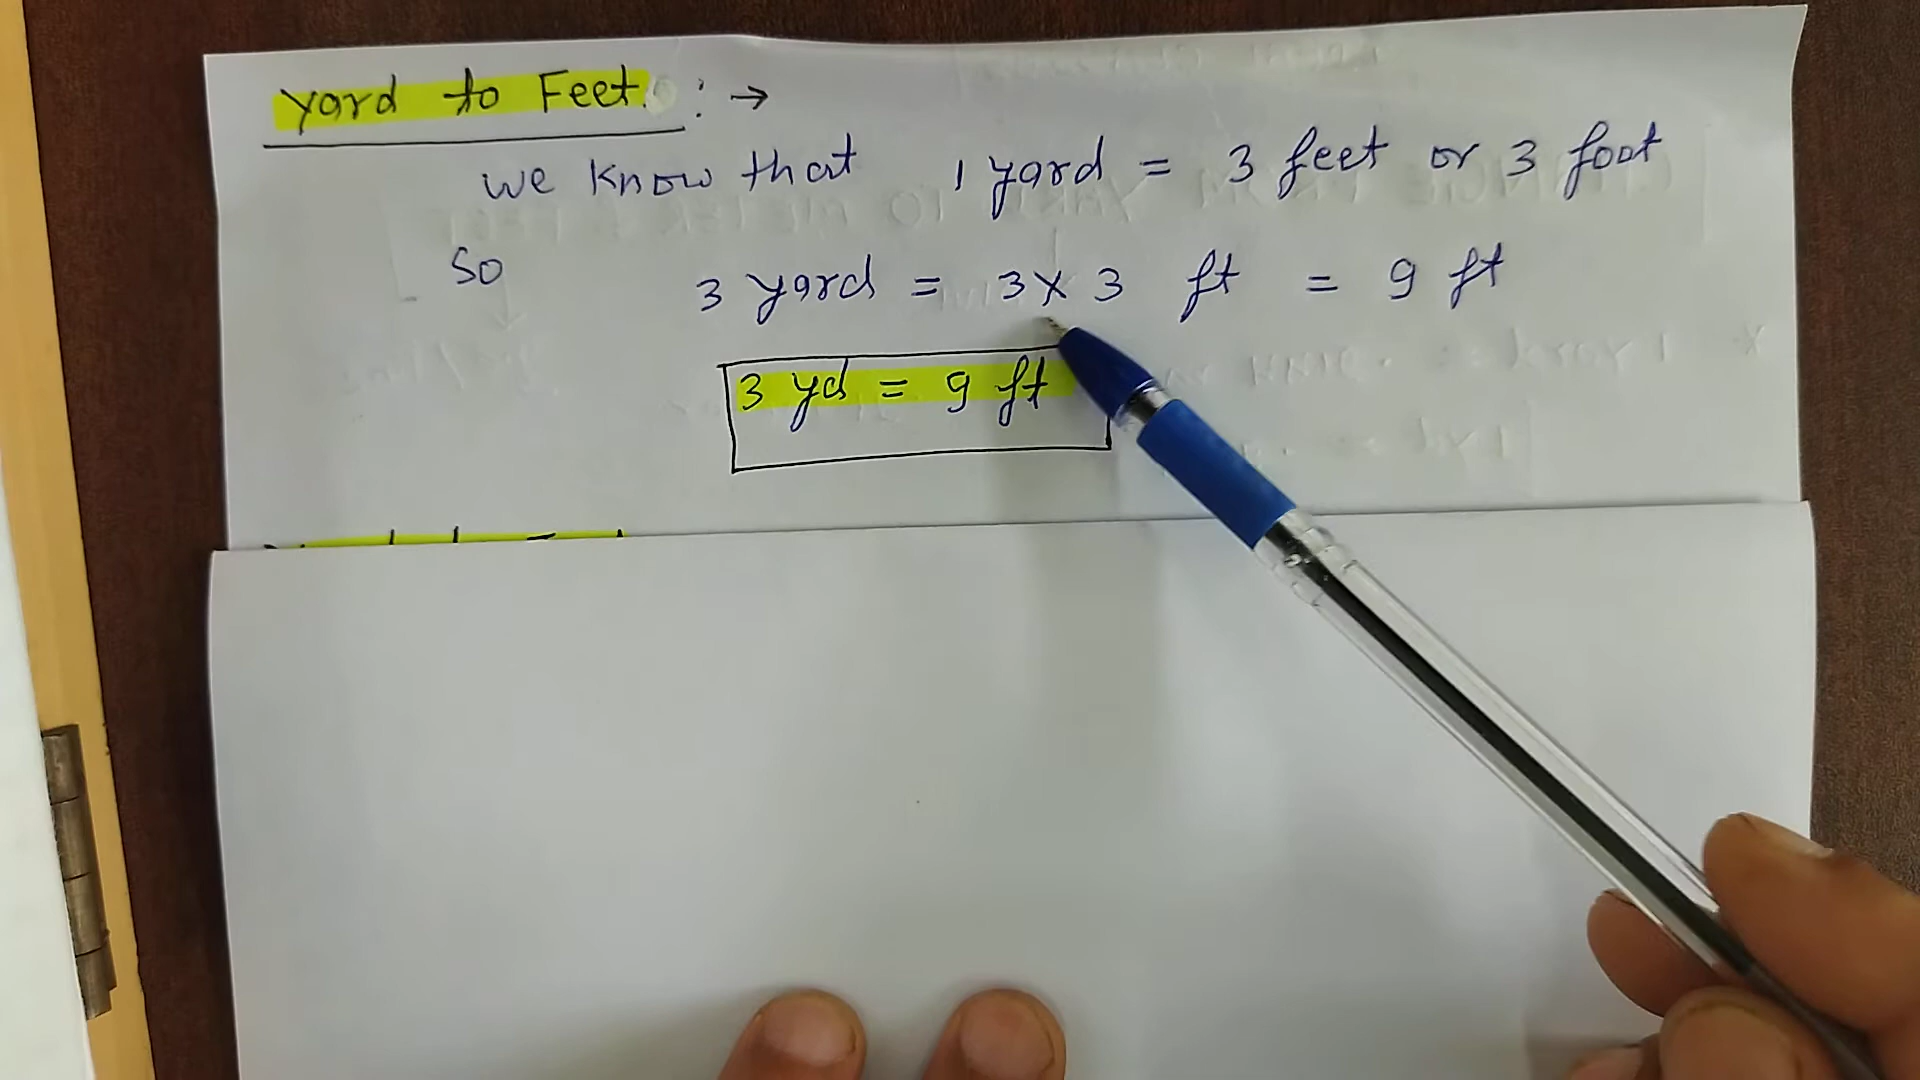 Yard to Feet : →
we know that 1 yard = 3 feet or 3 foot
So 3 yard = 3 x 3 ft = 9 ft
3 yd = 9 ft